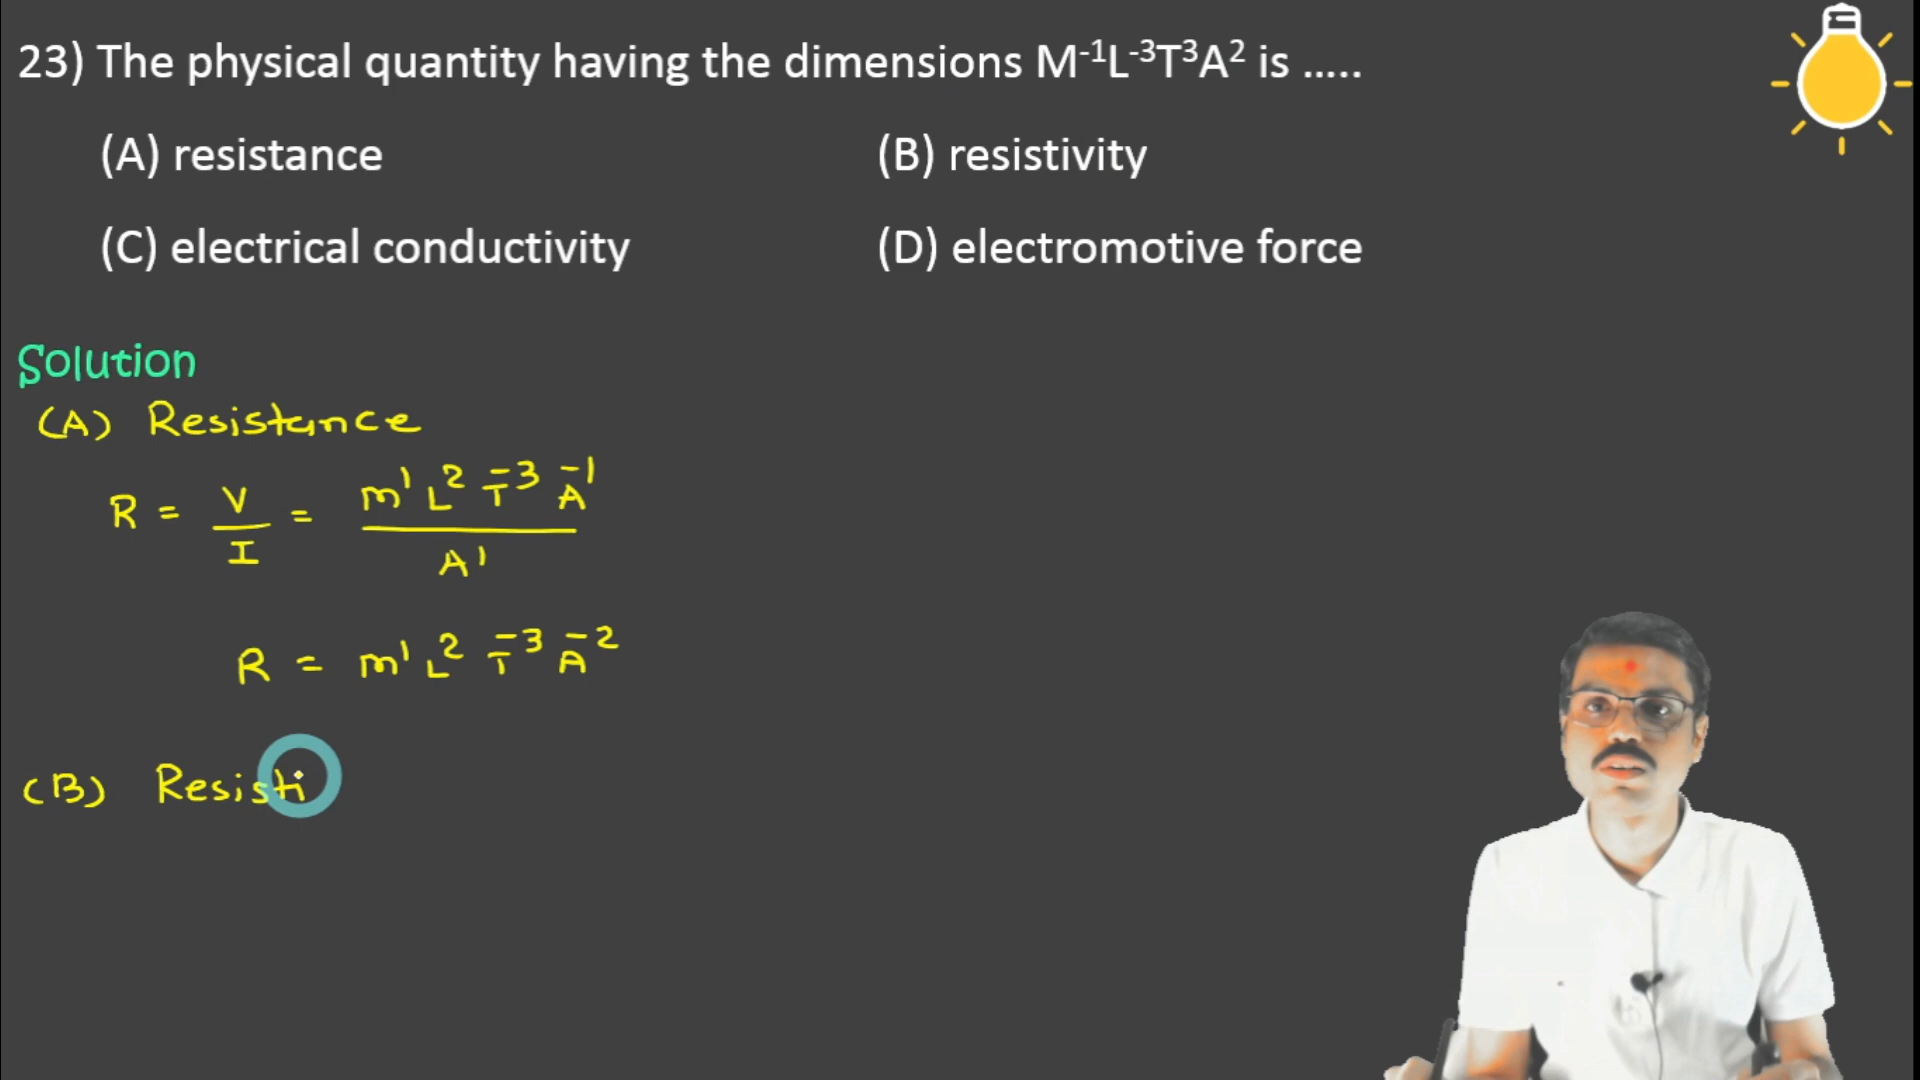 23) The physical quantity having the dimensions M⁻¹L⁻³T³A² is .....
(A) resistance (B) resistivity
(C) electrical conductivity (D) electromotive force
Solution
(A) Resistance
R = V/I = m¹ L² T⁻³ A⁻¹ / A¹
R = m¹ L² T⁻³ A⁻²
(B) Resisti